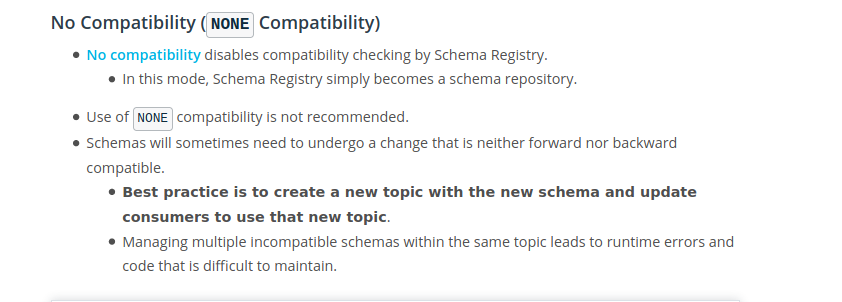 No Compatibility (NONE Compatibility)
No compatibility disables compatibility checking by Schema Registry.
In this mode, Schema Registry simply becomes a schema repository.
Use of NONE compatibility is not recommended.
Schemas will sometimes need to undergo a change that is neither forward nor backward
compatible.
Best practice is to create a new topic with the new schema and update
consumers to use that new topic.
Managing multiple incompatible schemas within the same topic leads to runtime errors and
code that is difficult to maintain.